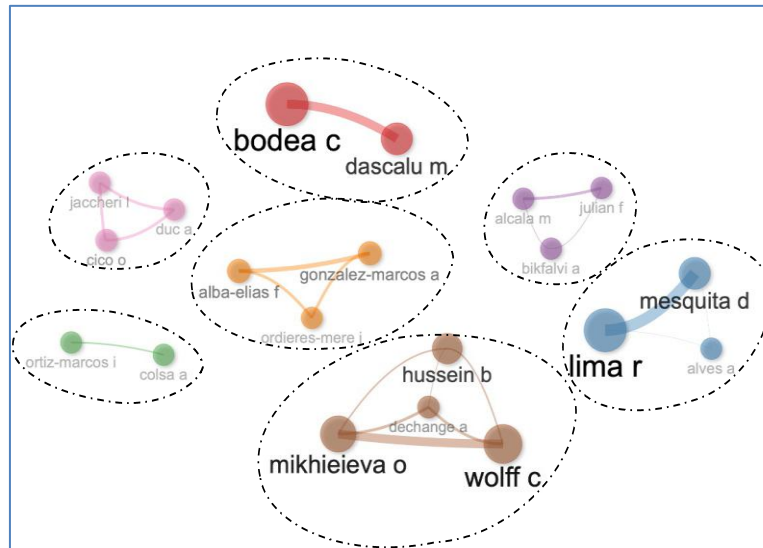 bodea c
dascalu m
jaccheri l
duc a
cico o
alcala m
julian f
bikfalvi a
alba-elias f
gonzalez-marcos a
ordieres-mere j
mesquita d
lima r
alves a
ortiz-marcos i
colsa a
hussein b
dechange a
mikhieieva o
wolff c